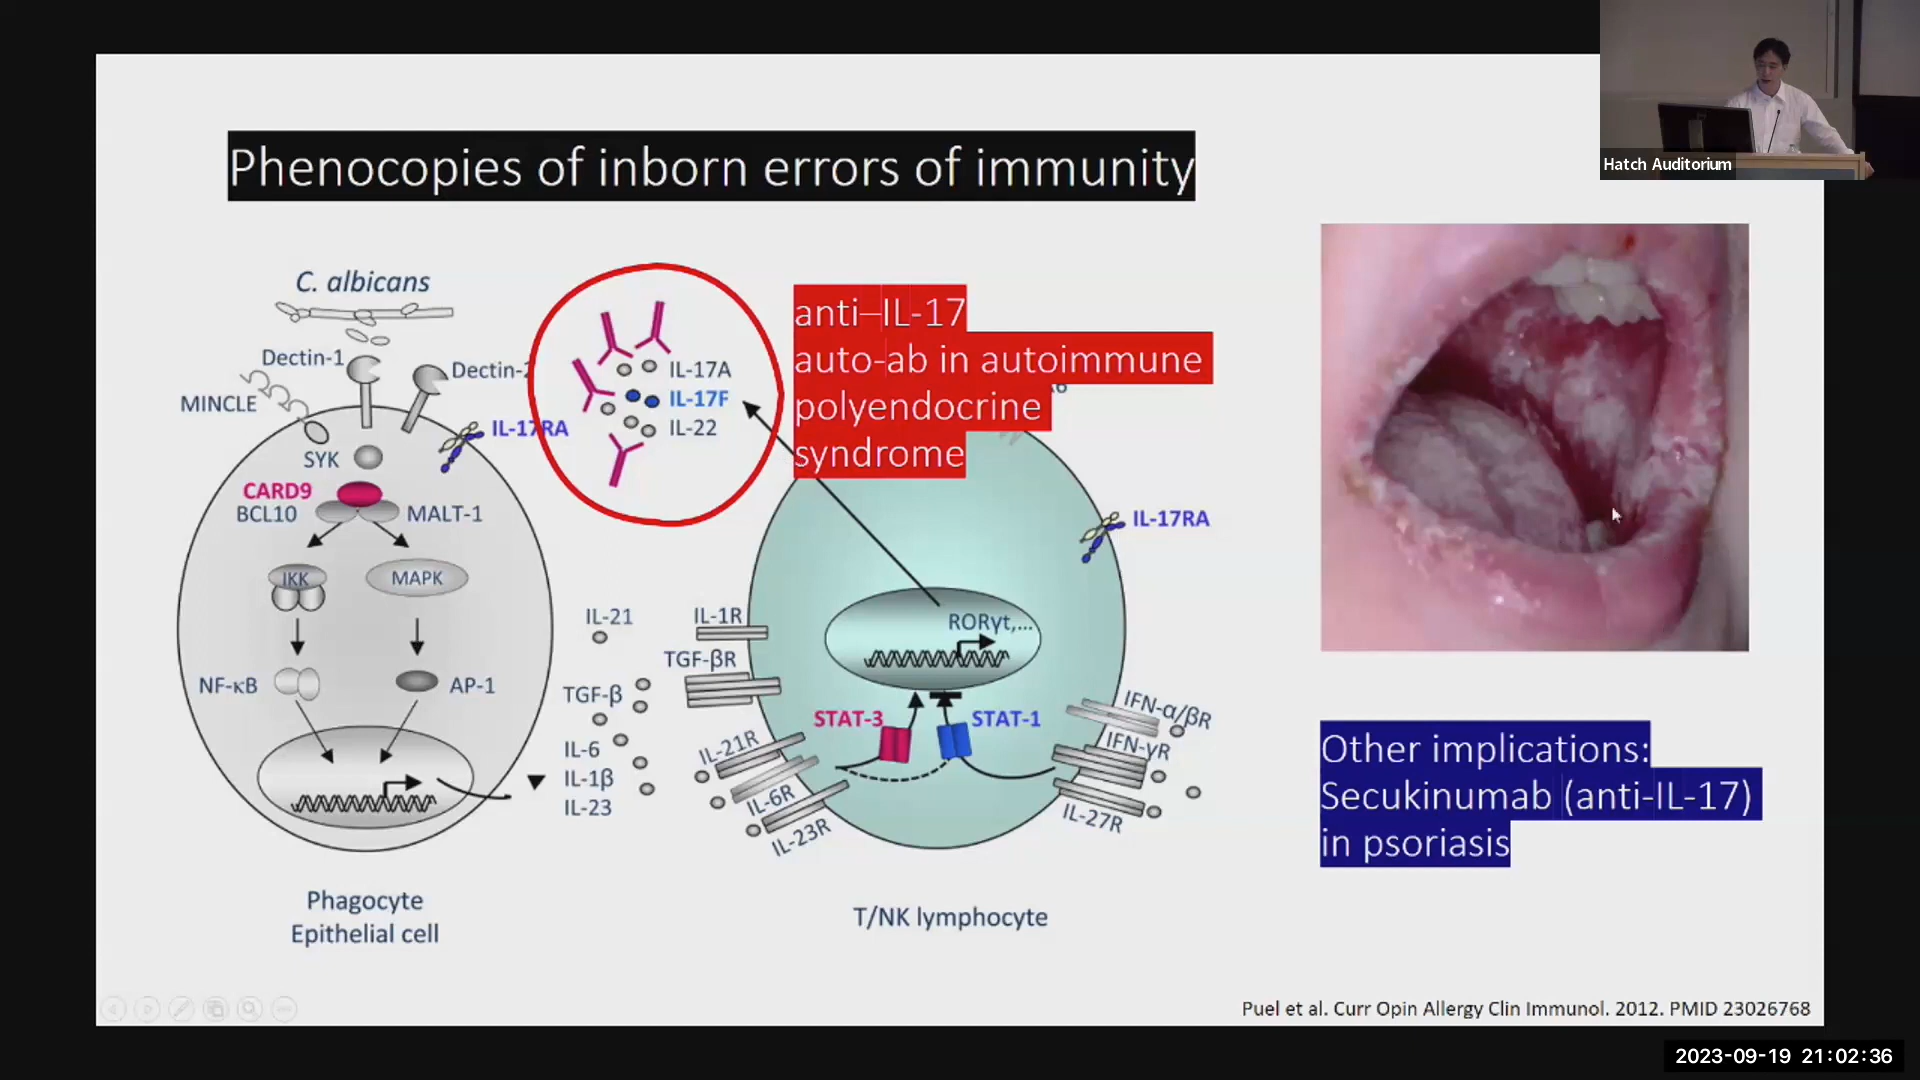 Hatch Auditorium
Phenocopies of inborn errors of immunity
C. albicans
Dectin-1
Dectin-2
MINCLE
IL-17RA
SYK
CARD9
BCL10
MALT-1
IKK
MAPK
NF-κB
AP-1
IL-17A
IL-17F
IL-22
anti–IL-17
auto-ab in autoimmune
polyendocrine
syndrome
IL-17RA
IL-21
TGF-β
IL-6
IL-1β
IL-23
IL-1R
TGF-βR
RORγt,...
STAT-3
STAT-1
IL-21R
IL-6R
IL-23R
IFN-α/βR
IFN-γR
IL-27R
Phagocyte
Epithelial cell
T/NK lymphocyte
Other implications:
Secukinumab (anti-IL-17)
in psoriasis
Puel et al. Curr Opin Allergy Clin Immunol. 2012. PMID 23026768
2023-09-19 21:02:36